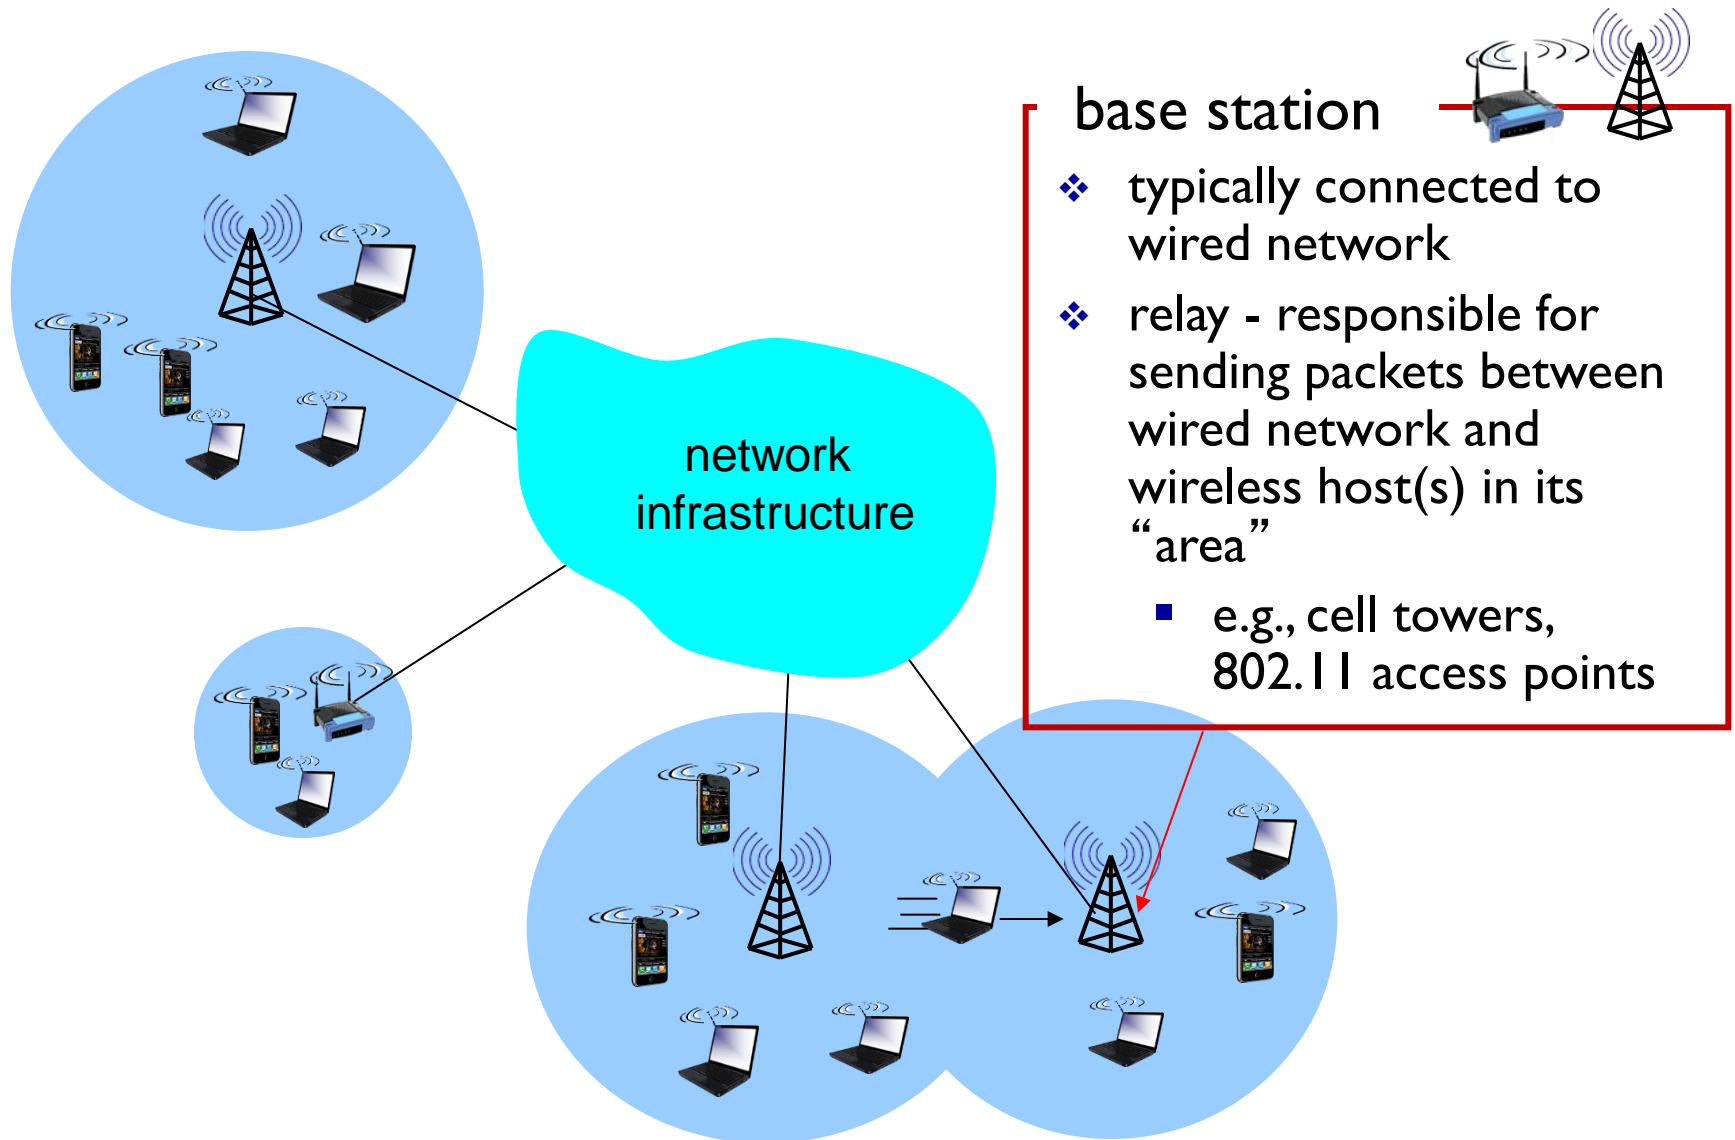 base station
❖ typically connected to
wired network
❖ relay - responsible for
sending packets between
wired network and
wireless host(s) in its
“area”
▪ e.g., cell towers,
802.11 access points
network
infrastructure